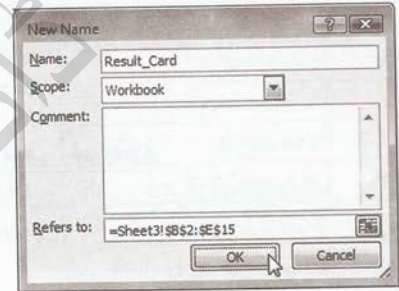 New Name
Name: Result_Card
Scope: Workbook
Comment:
Refers to: =Sheet3!$B$2:$E$15
OK Cancel